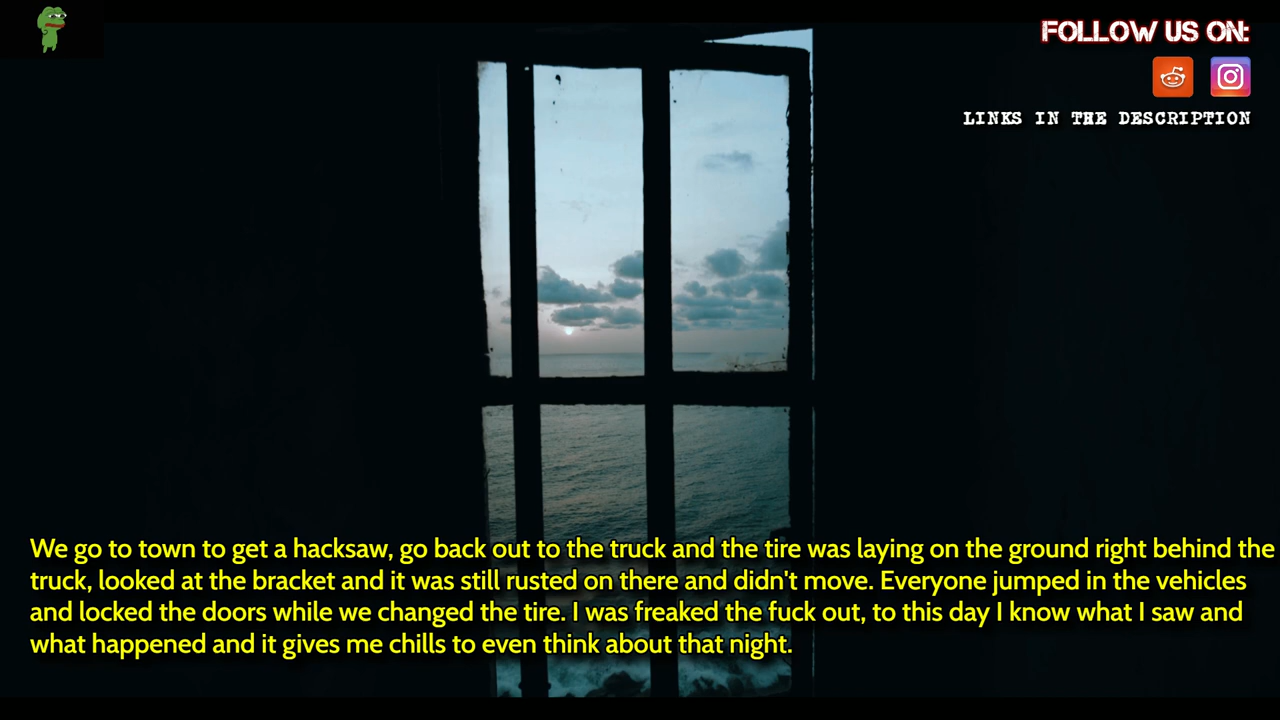 FOLLOW US ON:
LINKS IN THE DESCRIPTION
We go to town to get a hacksaw, go back out to the truck and the tire was laying on the ground right behind the
truck, looked at the bracket and it was still rusted on there and didn't move. Everyone jumped in the vehicles
and locked the doors while we changed the tire. I was freaked the fuck out, to this day I know what I saw and
what happened and it gives me chills to even think about that night.